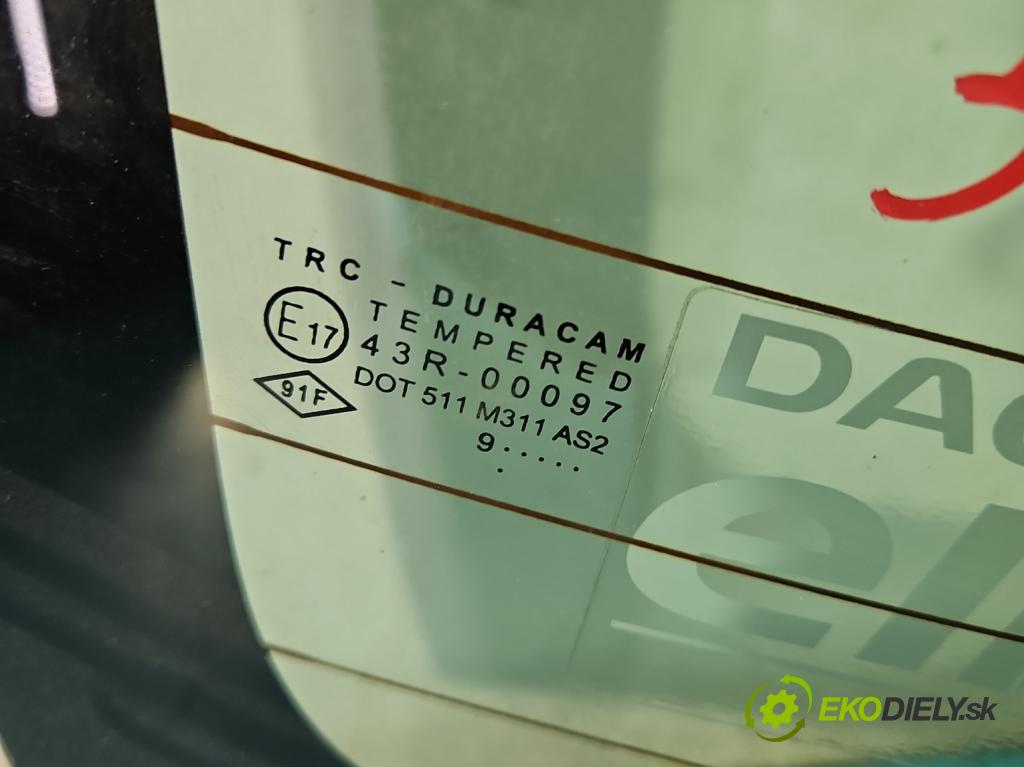 TRC - DURACAM
E17 TEMPERED
43R-00097
91F DOT 511 M311 AS2
9.....
.
EKODIELY.sk